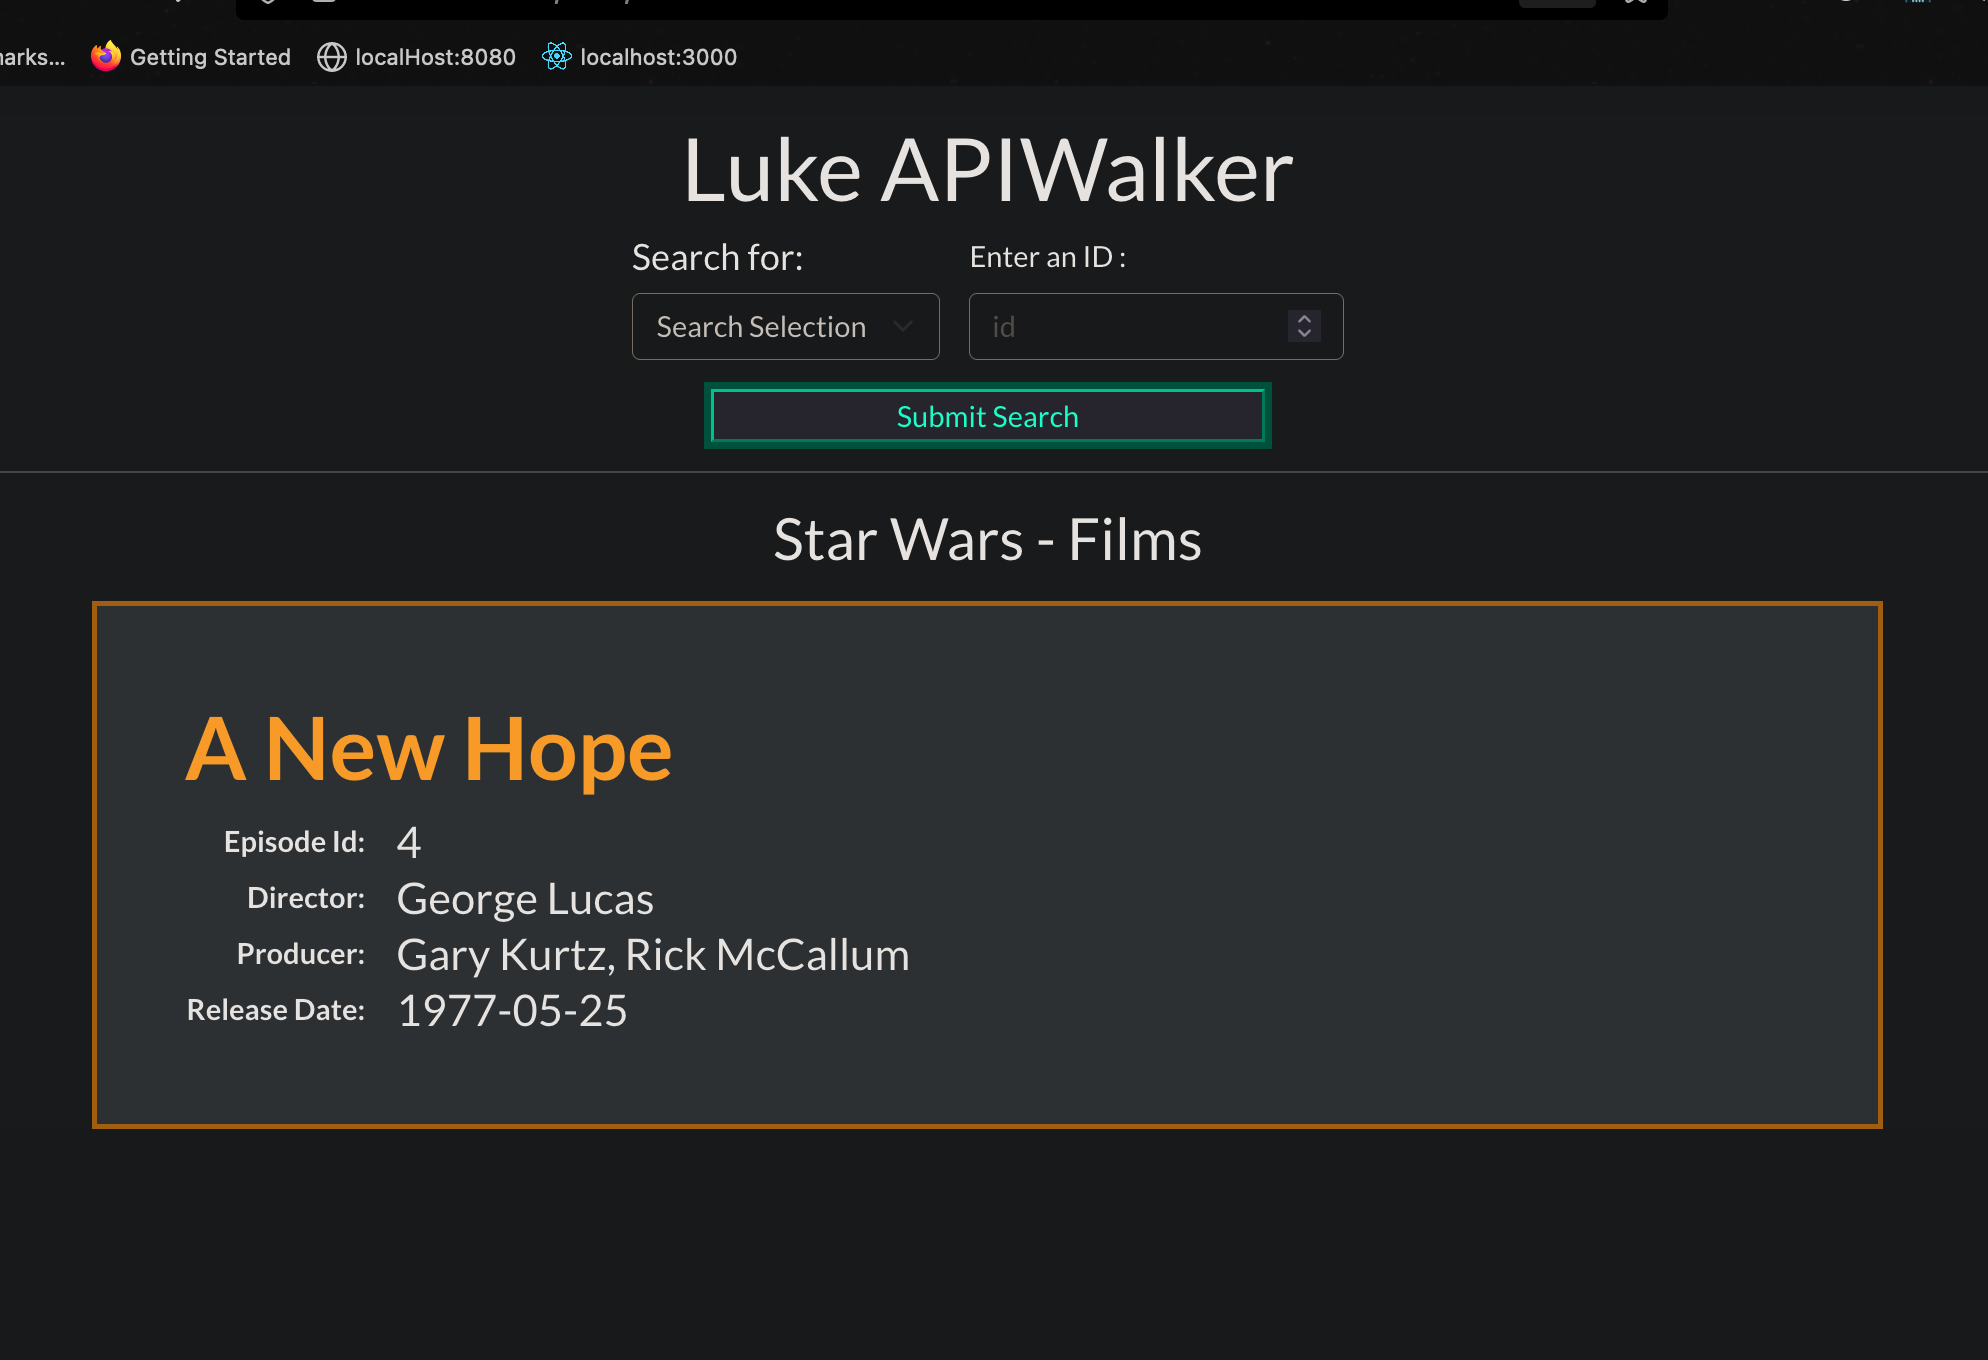 Getting Started localHost:8080 localhost:3000
Luke APIWalker
Search for: Enter an ID :
Search Selection id
Submit Search
Star Wars - Films
A New Hope
Episode Id: 4
Director: George Lucas
Producer: Gary Kurtz, Rick McCallum
Release Date: 1977-05-25